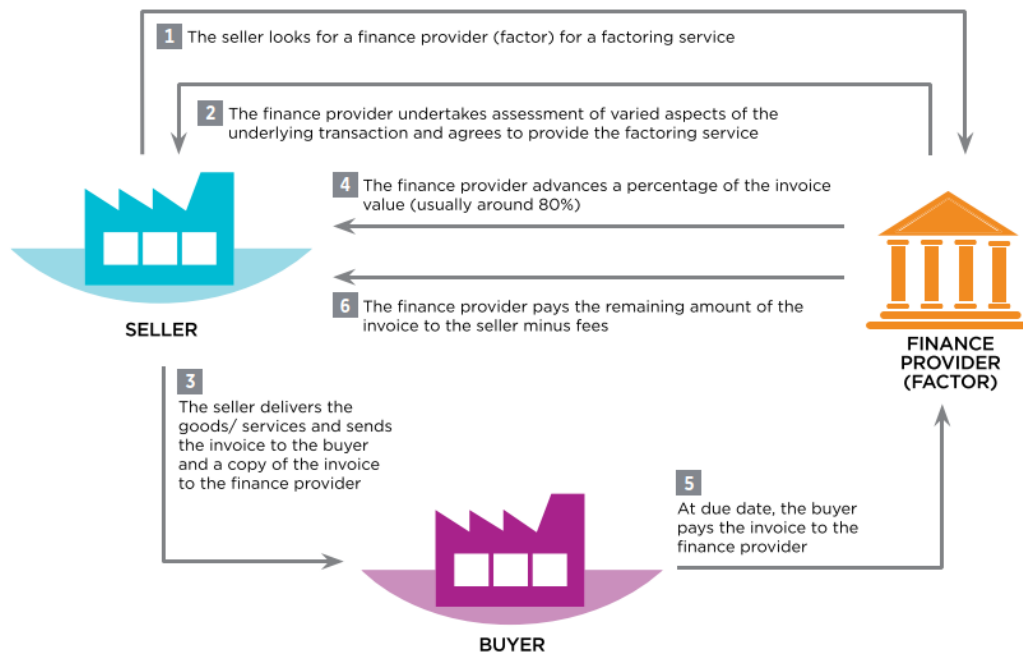 1 The seller looks for a finance provider (factor) for a factoring service
2 The finance provider undertakes assessment of varied aspects of the
underlying transaction and agrees to provide the factoring service
4 The finance provider advances a percentage of the invoice
value (usually around 80%)
6 The finance provider pays the remaining amount of the
invoice to the seller minus fees
SELLER
FINANCE
PROVIDER
(FACTOR)
3
The seller delivers the
goods/ services and sends
the invoice to the buyer
and a copy of the invoice
to the finance provider
5
At due date, the buyer
pays the invoice to the
finance provider
BUYER